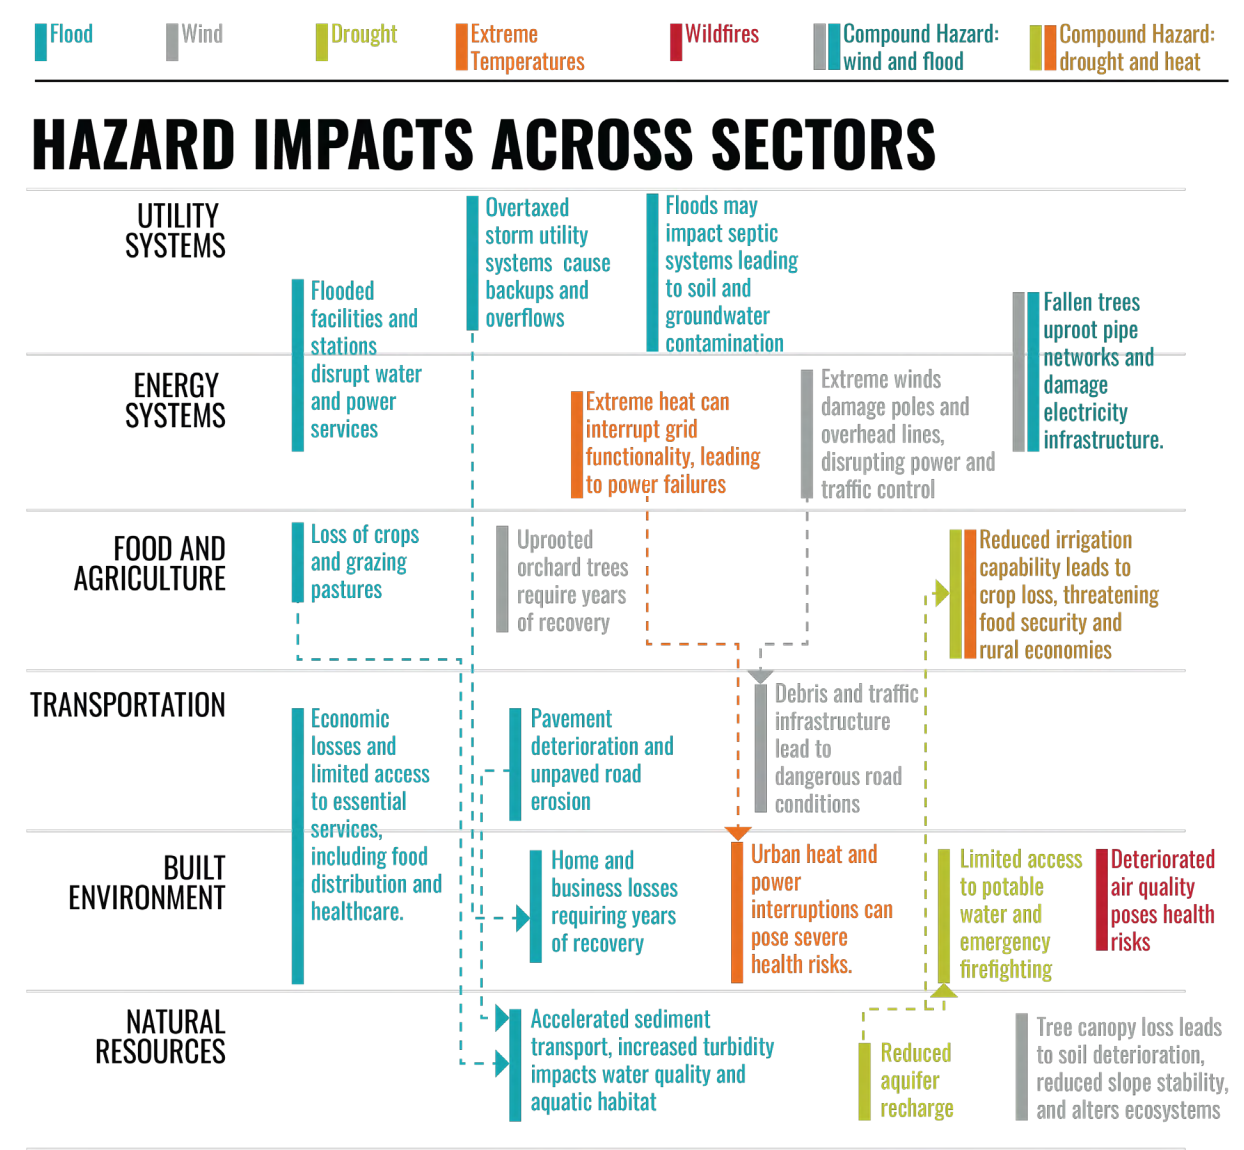 Flood
Wind
Drought
Extreme
Temperatures
Wildfires
Compound Hazard:
wind and flood
Compound Hazard:
drought and heat
HAZARD IMPACTS ACROSS SECTORS
UTILITY
SYSTEMS
Flooded
facilities and
stations
disrupt water
and power
services
Overtaxed
storm utility
systems cause
backups and
overflows
Floods may
impact septic
systems leading
to soil and
groundwater
contamination
Fallen trees
uproot pipe
networks and
damage
electricity
infrastructure.
ENERGY
SYSTEMS
Extreme heat can
interrupt grid
functionality, leading
to power failures
Extreme winds
damage poles and
overhead lines,
disrupting power and
traffic control
FOOD AND
AGRICULTURE
Loss of crops
and grazing
pastures
Uprooted
orchard trees
require years
of recovery
Reduced irrigation
capability leads to
crop loss, threatening
food security and
rural economies
TRANSPORTATION
Economic
losses and
limited access
to essential
services,
including food
distribution and
healthcare.
Pavement
deterioration and
unpaved road
erosion
Debris and traffic
infrastructure
lead to
dangerous road
conditions
BUILT
ENVIRONMENT
Home and
business losses
requiring years
of recovery
Urban heat and
power
interruptions can
pose severe
health risks.
Limited access
to potable
water and
emergency
firefighting
Deteriorated
air quality
poses health
risks
NATURAL
RESOURCES
Accelerated sediment
transport, increased turbidity
impacts water quality and
aquatic habitat
Reduced
aquifer
recharge
Tree canopy loss leads
to soil deterioration,
reduced slope stability,
and alters ecosystems